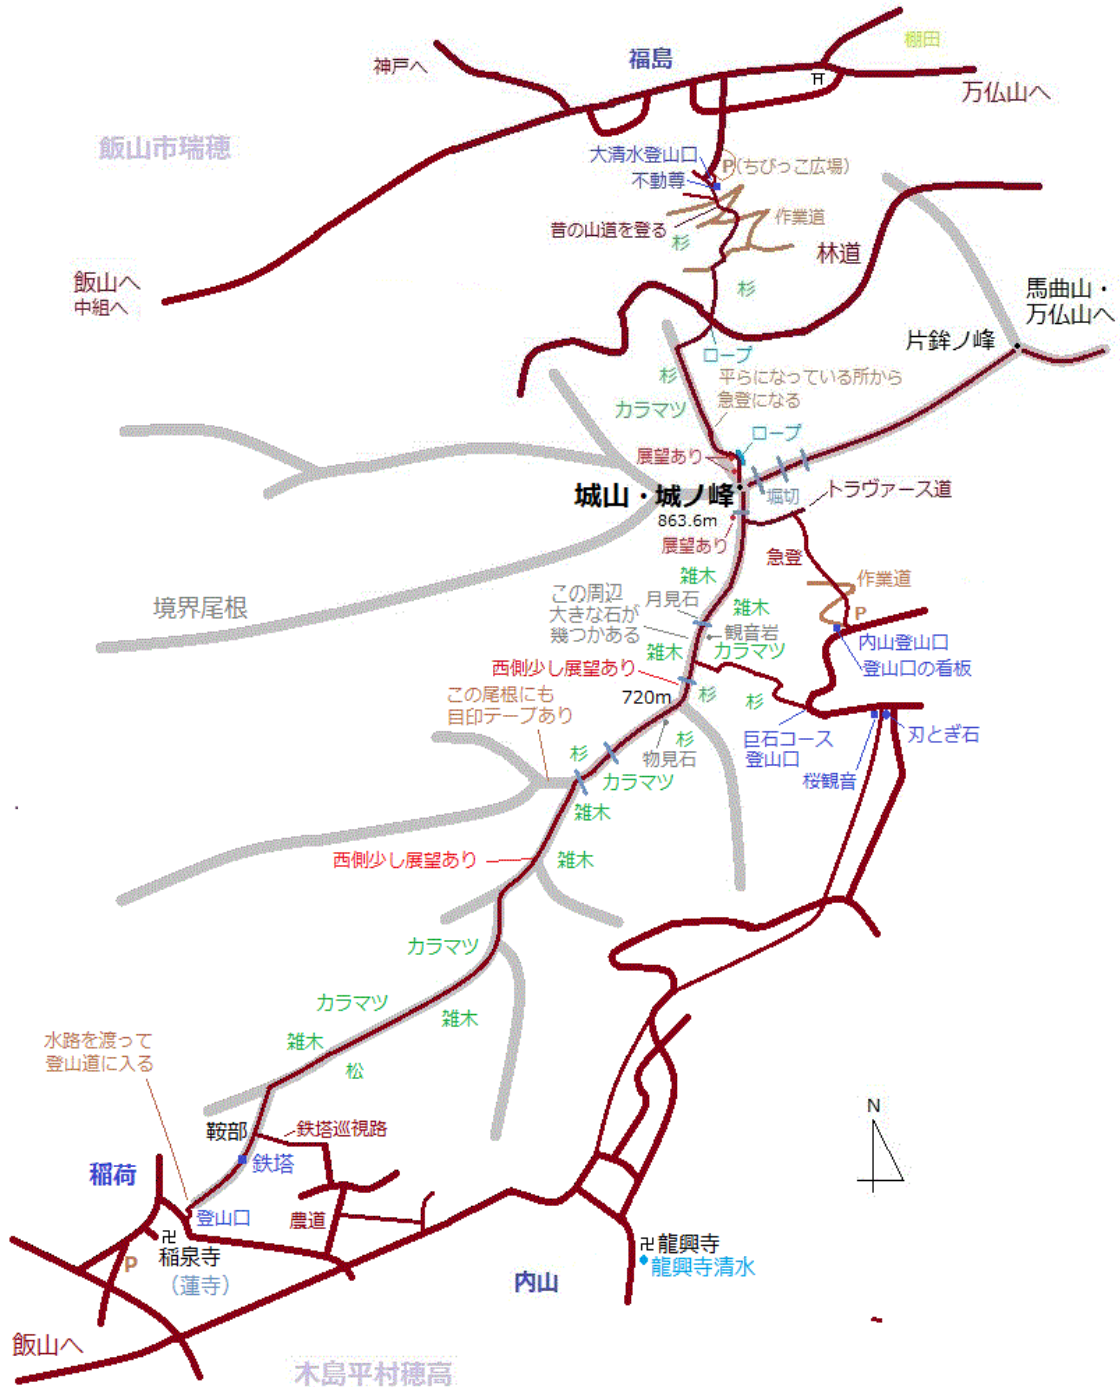 棚田
福島
神戸へ
万仏山へ
飯山市瑞穂
大清水登山口
P(ちびっこ広場)
不動尊
作業道
昔の山道を登る
杉
林道
飯山へ
中組へ
杉
馬曲山・
万仏山へ
片鉾ノ峰
ロープ
杉
平らになっている所から
急登になる
カラマツ
ロープ
展望あり
城山・城ノ峰
堀切
トラヴァース道
863.6m
展望あり
急登
雑木
作業道
この周辺
大きな石が
幾つかある
月見石
雑木
P
境界尾根
観音岩
内山登山口
雑木
カラマツ
登山口の看板
西側少し展望あり
720m
杉
杉
この尾根にも
目印テープあり
巨石コース
登山口
刃とぎ石
杉
杉
物見石
カラマツ
桜観音
雑木
西側少し展望あり
雑木
カラマツ
カラマツ
雑木
水路を渡って
登山道に入る
雑木
松
N
鞍部
鉄塔巡視路
稲荷
鉄塔
登山口
農道
卍
稲泉寺
(蓮寺)
P
卍龍興寺
龍興寺清水
内山
飯山へ
木島平村穂高